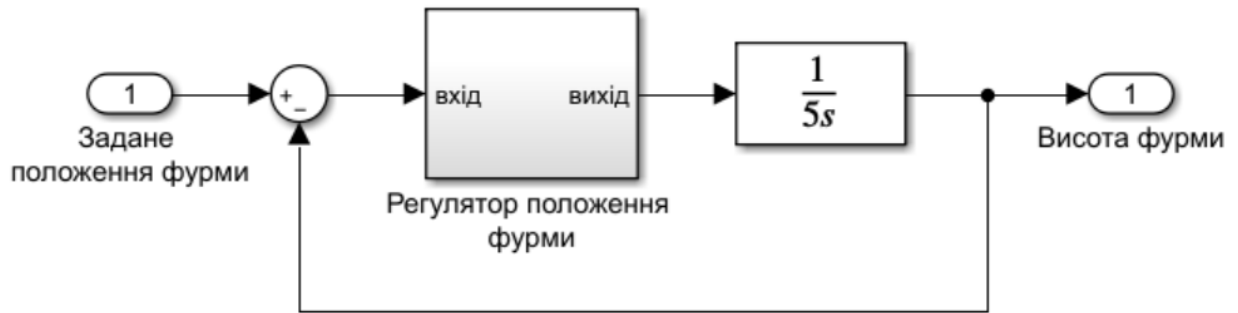 1
Задане
положення фурми
+
−
вхід
вихід
Регулятор положення
фурми
1
5s
1
Висота фурми